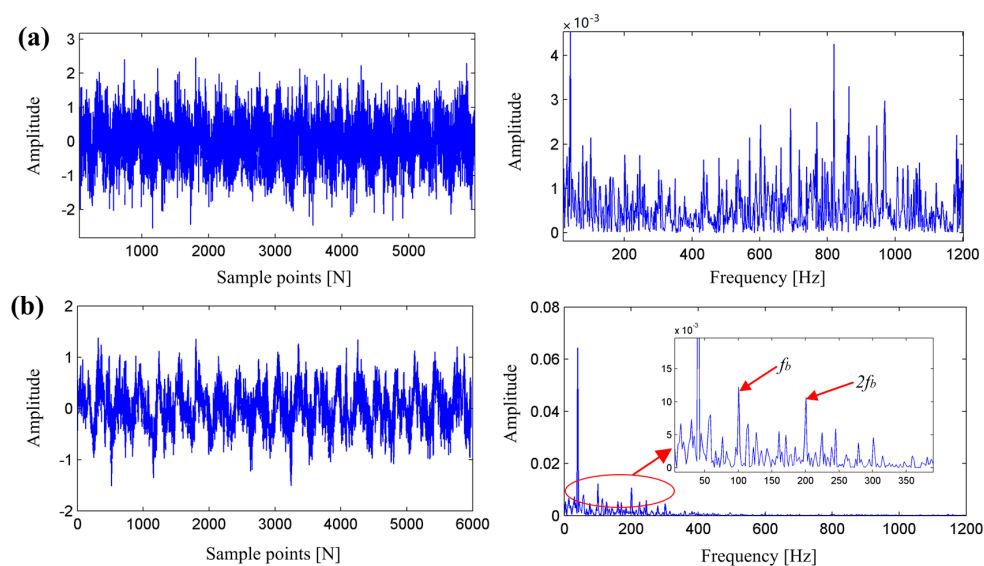 (a)
3
2
1
0
-1
-2
Amplitude
1000 2000 3000 4000 5000
Sample points [N]
× 10⁻³
4
3
2
1
0
Amplitude
200 400 600 800 1000 1200
Frequency [Hz]
(b)
2
1
0
-1
-2
Amplitude
0 1000 2000 3000 4000 5000 6000
Sample points [N]
0.08
0.06
0.04
0.02
0
Amplitude
× 10⁻³
15
10
5
0
fb
2fb
50 100 150 200 250 300 350
0 200 400 600 800 1000 1200
Frequency [Hz]